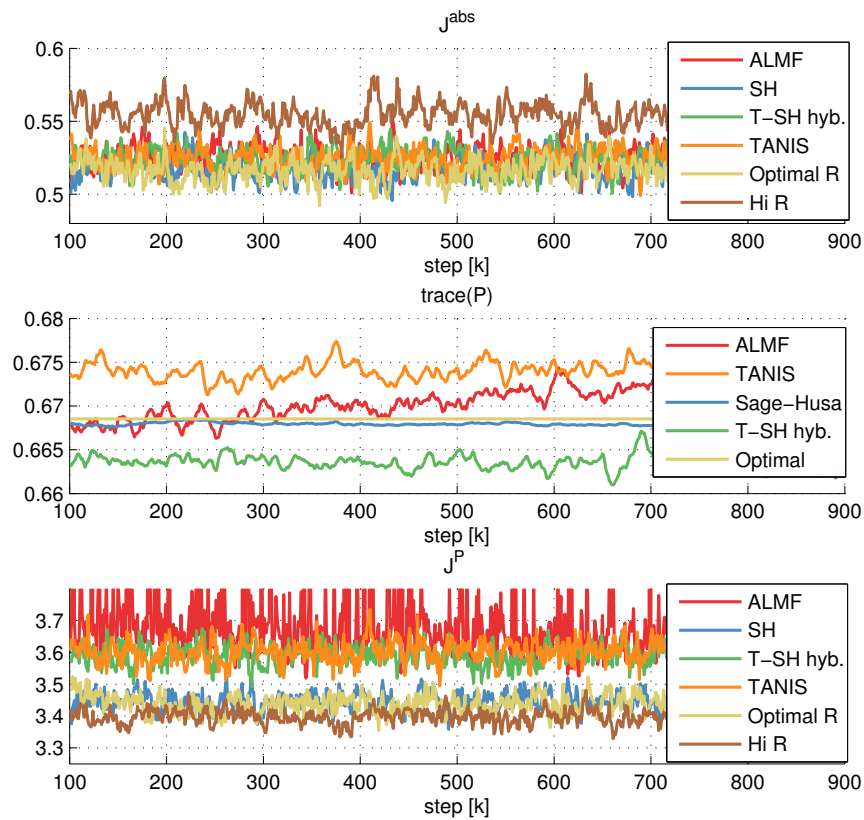 J^abs
0.6
0.55
0.5
ALMF
SH
T−SH hyb.
TANIS
Optimal R
Hi R
100 200 300 400 500 600 700 800 900
step [k]
trace(P)
0.68
0.675
0.67
0.665
0.66
ALMF
TANIS
Sage−Husa
T−SH hyb.
Optimal
100 200 300 400 500 600 700 800 900
step [k]
J^P
3.7
3.6
3.5
3.4
3.3
ALMF
SH
T−SH hyb.
TANIS
Optimal R
Hi R
100 200 300 400 500 600 700 800 900
step [k]